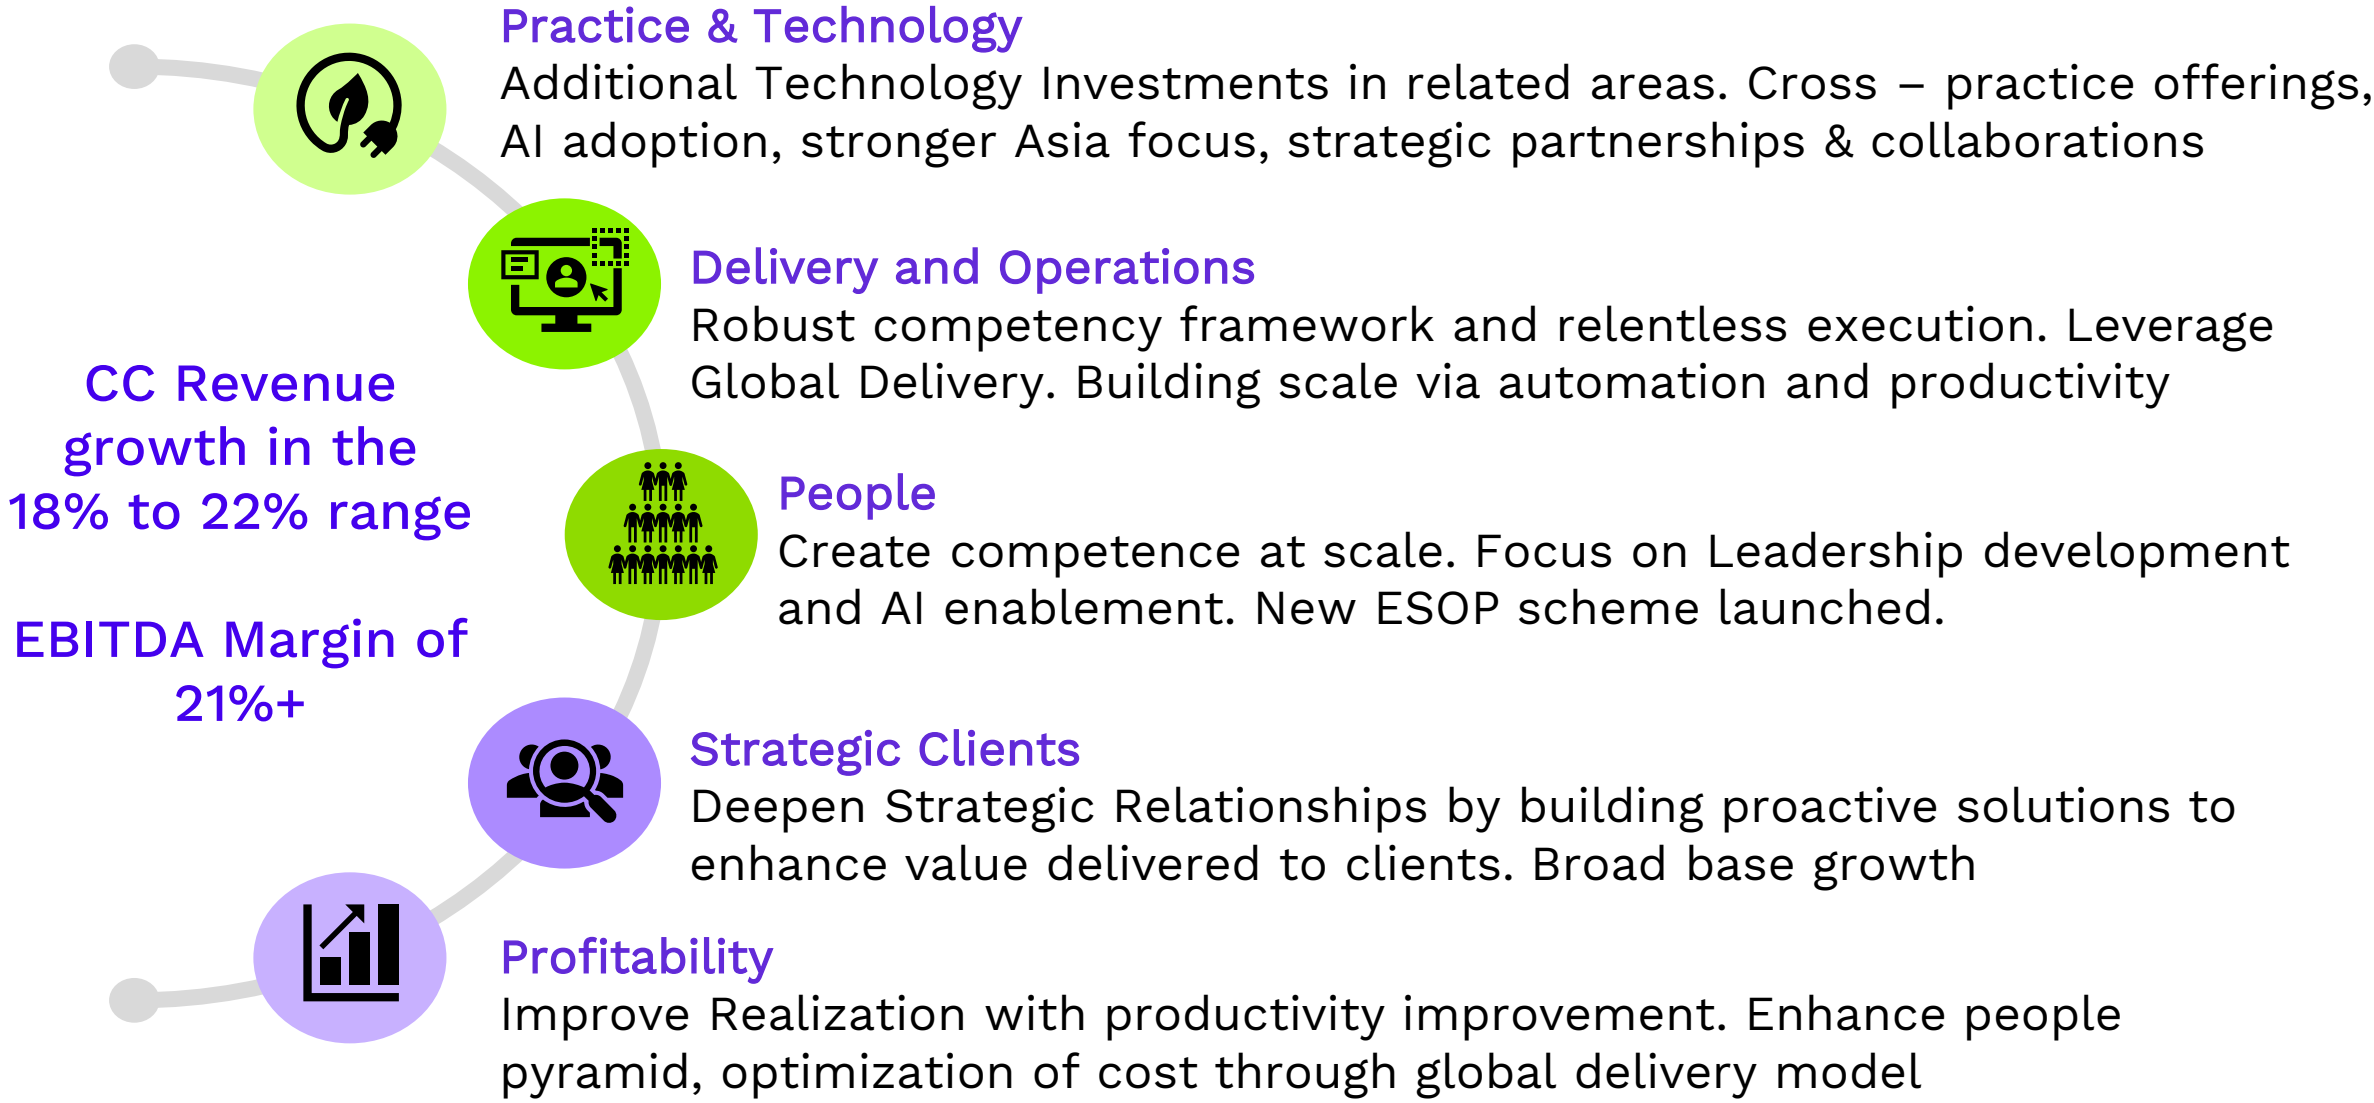 Practice & Technology
Additional Technology Investments in related areas. Cross – practice offerings,
AI adoption, stronger Asia focus, strategic partnerships & collaborations
Delivery and Operations
Robust competency framework and relentless execution. Leverage
Global Delivery. Building scale via automation and productivity
CC Revenue
growth in the
18% to 22% range
EBITDA Margin of
21%+
People
Create competence at scale. Focus on Leadership development
and AI enablement. New ESOP scheme launched.
Strategic Clients
Deepen Strategic Relationships by building proactive solutions to
enhance value delivered to clients. Broad base growth
Profitability
Improve Realization with productivity improvement. Enhance people
pyramid, optimization of cost through global delivery model